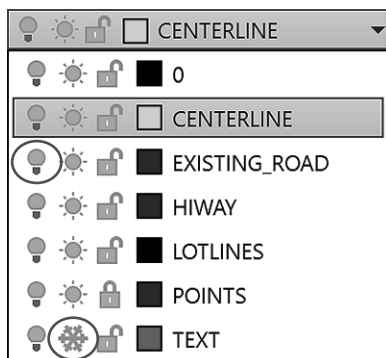 CENTERLINE
0
CENTERLINE
EXISTING_ROAD
HIWAY
LOTLINES
POINTS
TEXT